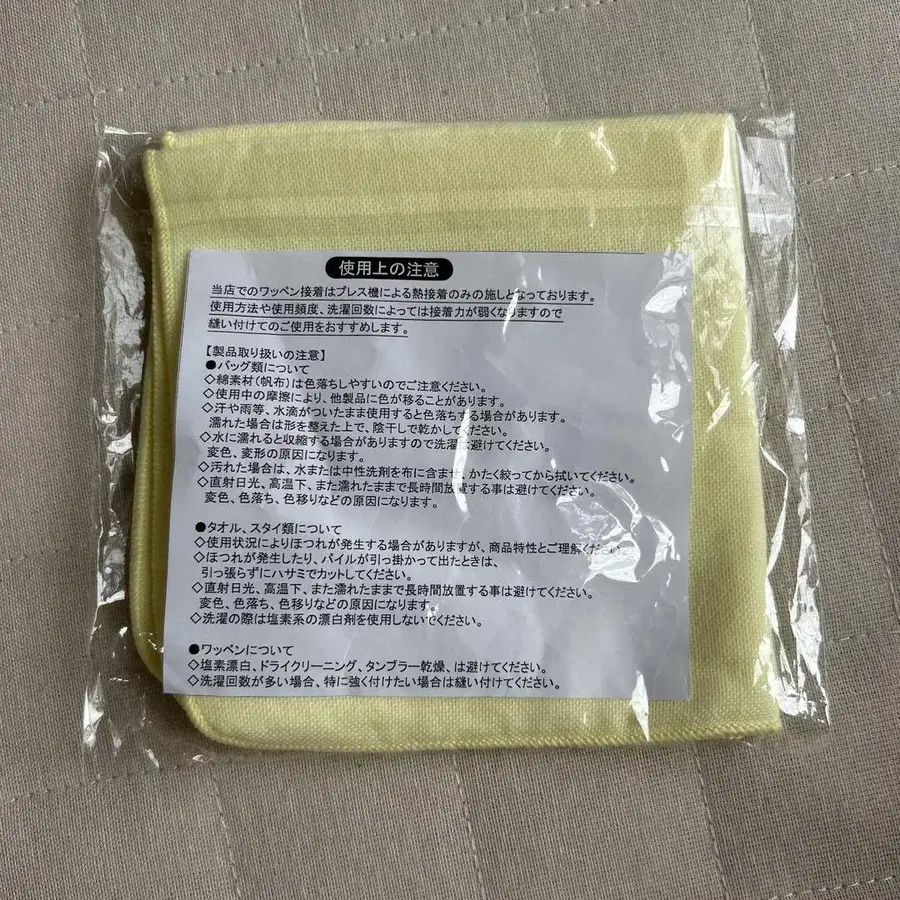 使用上の注意
当店でのワッペン接着はプレス機による熱接着のみの施しとなっております。
使用方法や使用頻度、洗濯回数によっては接着力が弱くなりますので
縫い付けてのご使用をおすすめします。
【製品取り扱いの注意】
●バッグ類について
◇綿素材(帆布)は色落ちしやすいのでご注意ください。
◇使用中の摩擦により、他製品に色が移ることがあります。
◇汗や雨等、水滴がついたまま使用すると色落ちする場合があります。
濡れた場合は形を整えた上で、陰干しで乾かしてください。
◇水に濡れると収縮する場合がありますので洗濯は避けてください。
変色、変形の原因になります。
◇汚れた場合は、水または中性洗剤を布に含ませ、かたく絞ってから拭いてください。
◇直射日光、高温下、また濡れたままで長時間放置する事は避けてください。
変色、色落ち、色移りなどの原因になります。
●タオル、スタイ類について
◇使用状況によりほつれが発生する場合がありますが、商品特性とご理解ください。
◇ほつれが発生したり、パイルが引っ掛かって出たときは、
引っ張らずにハサミでカットしてください。
◇直射日光、高温下、また濡れたままで長時間放置する事は避けてください。
変色、色落ち、色移りなどの原因になります。
◇洗濯の際は塩素系の漂白剤を使用しないでください。
●ワッペンについて
◇塩素漂白、ドライクリーニング、タンブラー乾燥、は避けてください。
◇洗濯回数が多い場合、特に強く付けたい場合は縫い付けてください。